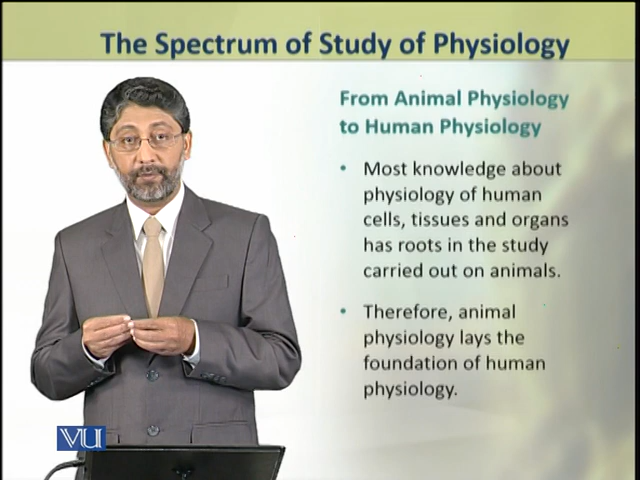 The Spectrum of Study of Physiology
From Animal Physiology
to Human Physiology
• Most knowledge about
physiology of human
cells, tissues and organs
has roots in the study
carried out on animals.
• Therefore, animal
physiology lays the
foundation of human
physiology.
VU